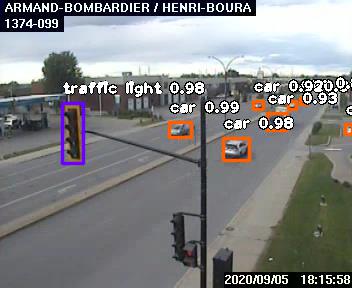 ARMAND-BOMBARDIER / HENRI-BOURA
1374-099
traffic light 0.98
car 0.99
car 0.92
car 0.93
car 0.98
2020/09/05 18:15:58